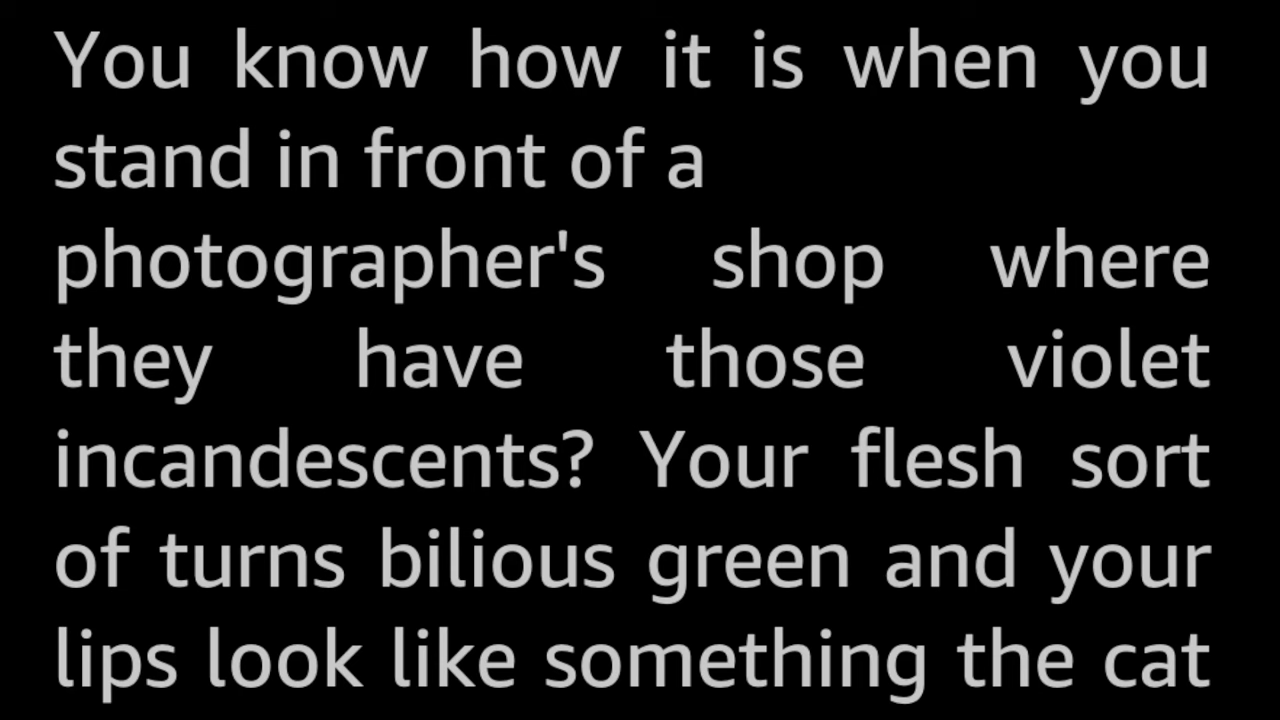 You know how it is when you
stand in front of a
photographer's shop where
they have those violet
incandescents? Your flesh sort
of turns bilious green and your
lips look like something the cat